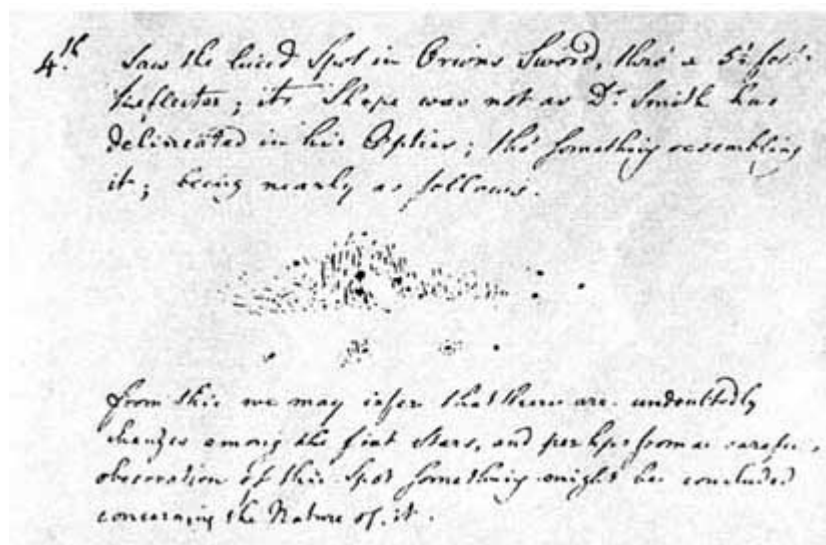 4th. Saw the lucid Spot in Orions Sword, thro' a 5½ foot
Reflector; its Shape was not as Dr. Smith has
delineated in his Optics; tho' something resembling
it; being nearly as follows.
from this we may infer that there are undoubtedly
changes among the fixt Stars, and perhaps from a careful
observation of this Spot something might be concluded
concerning the Nature of it.